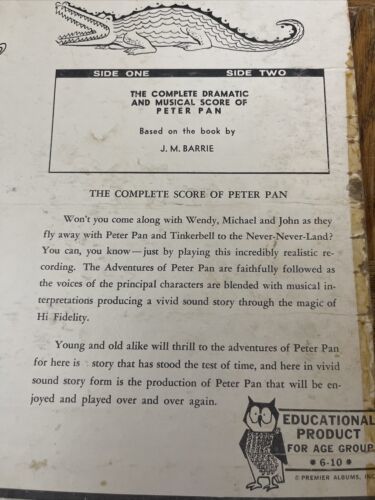 SIDE ONE SIDE TWO
THE COMPLETE DRAMATIC
AND MUSICAL SCORE OF
PETER PAN
Based on the book by
J. M. BARRIE
THE COMPLETE SCORE OF PETER PAN
Won't you come along with Wendy, Michael and John as they
fly away with Peter Pan and Tinkerbell to the Never-Never-Land?
You can, you know—just by playing this incredibly realistic re-
cording. The Adventures of Peter Pan are faithfully followed as
the voices of the principal characters are blended with musical in-
terpretations producing a vivid sound story through the magic of
Hi Fidelity.
Young and old alike will thrill to the adventures of Peter Pan
for here is story that has stood the test of time, and here in vivid
sound story form is the production of Peter Pan that will be en-
joyed and played over and over again.
EDUCATIONAL
PRODUCT
FOR AGE GROUP
• 6-10 •
© PREMIER ALBUMS, INC.